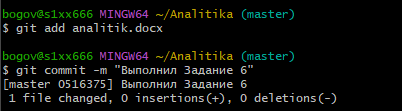 bogov@s1xx666 MINGW64 ~/Analitika (master)
$ git add analitik.docx
bogov@s1xx666 MINGW64 ~/Analitika (master)
$ git commit -m "Выполнил Задание 6"
[master 0516375] Выполнил Задание 6
 1 file changed, 0 insertions(+), 0 deletions(-)